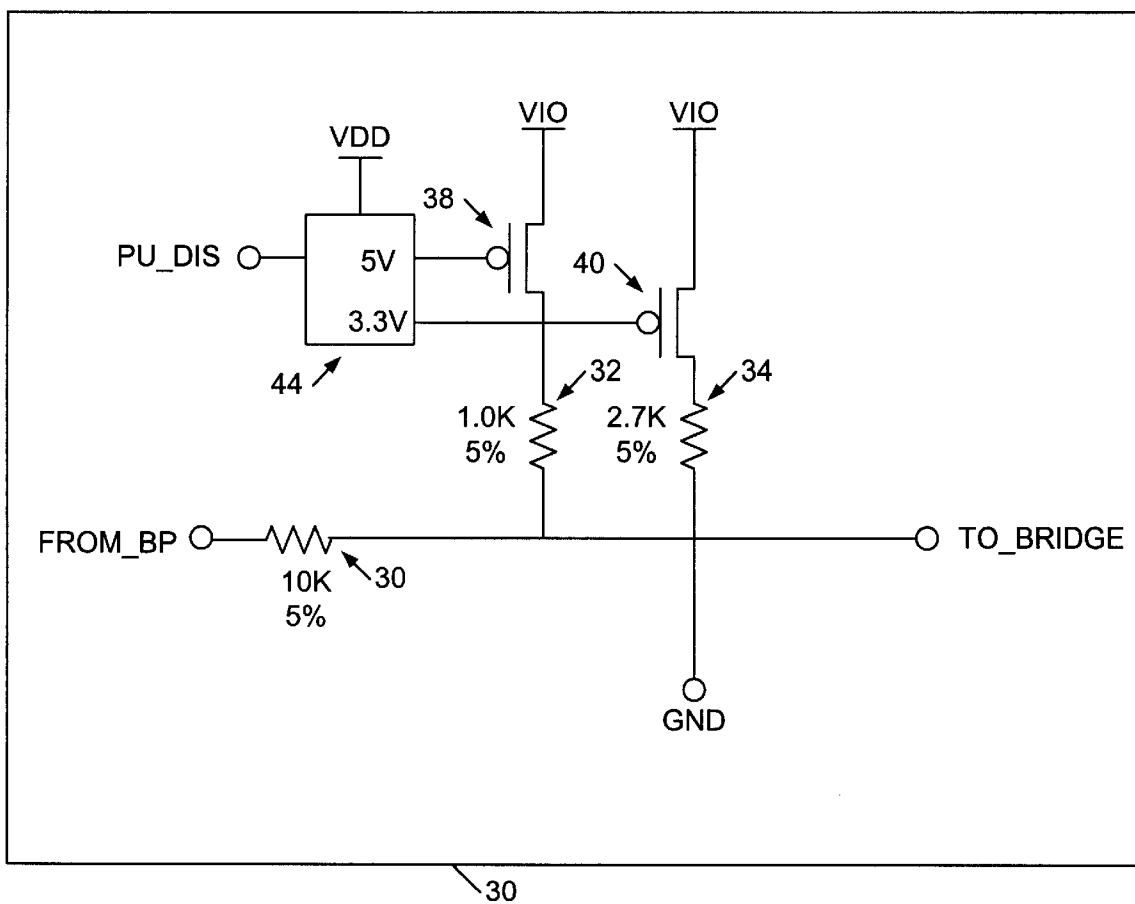 VIO
VIO
VDD
38
PU_DIS
5V
40
3.3V
44
32
34
1.0K
5%
2.7K
5%
FROM_BP
TO_BRIDGE
30
10K
5%
GND
30